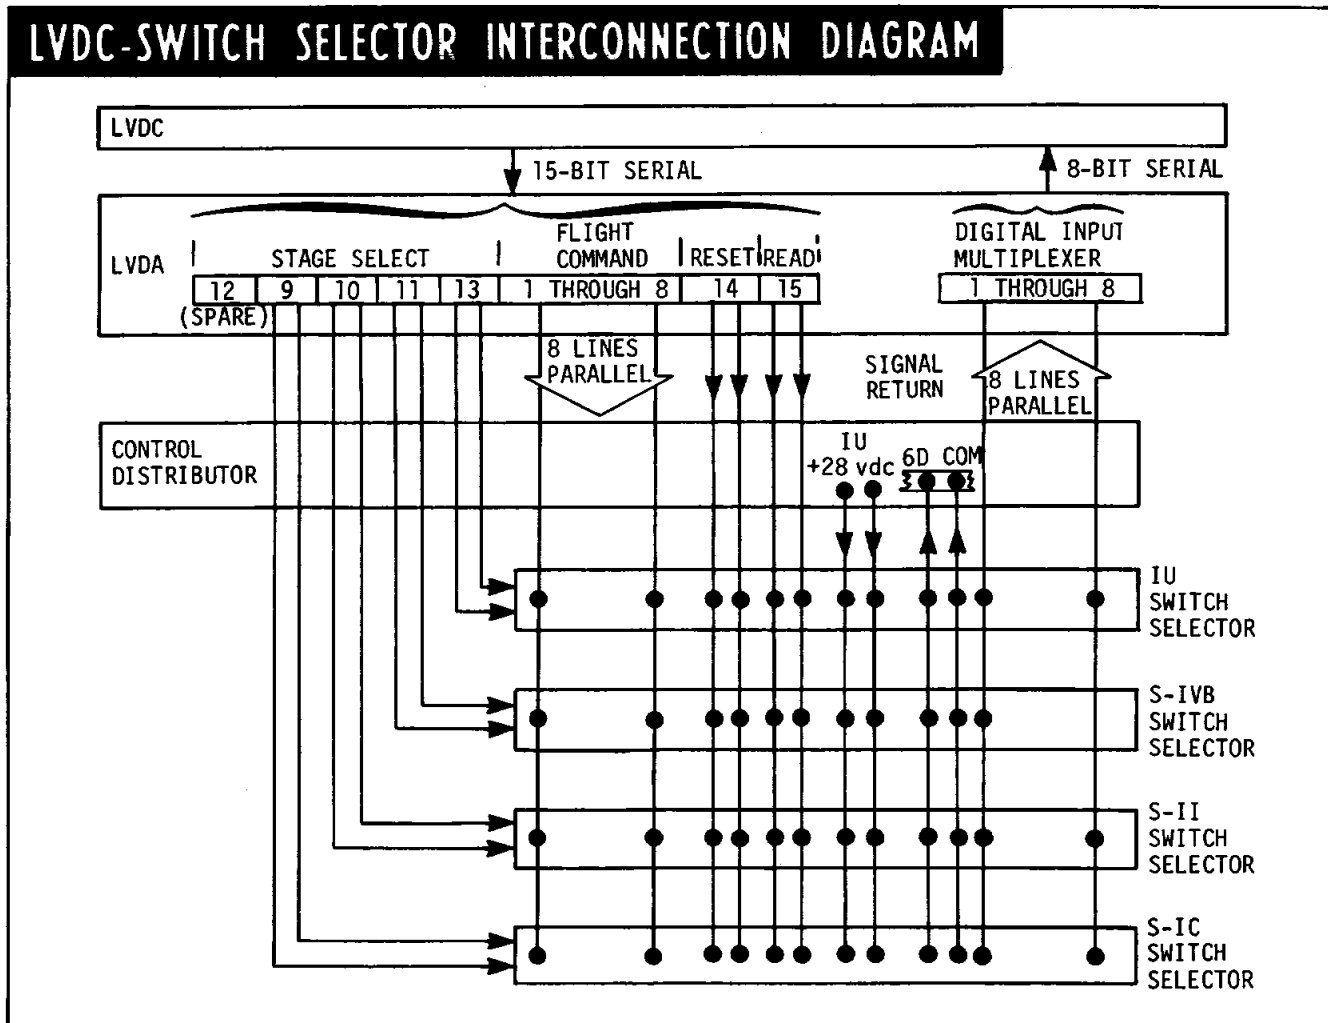 LVDC-SWITCH SELECTOR INTERCONNECTION DIAGRAM
LVDC
15-BIT SERIAL
8-BIT SERIAL
LVDA
STAGE SELECT
FLIGHT
COMMAND
RESET
READ
DIGITAL INPUT
MULTIPLEXER
12 9 10 11 13 1 THROUGH 8 14 15
1 THROUGH 8
(SPARE)
8 LINES
PARALLEL
SIGNAL
RETURN
8 LINES
PARALLEL
CONTROL
DISTRIBUTOR
IU
+28 vdc
6D COM
IU
SWITCH
SELECTOR
S-IVB
SWITCH
SELECTOR
S-II
SWITCH
SELECTOR
S-IC
SWITCH
SELECTOR